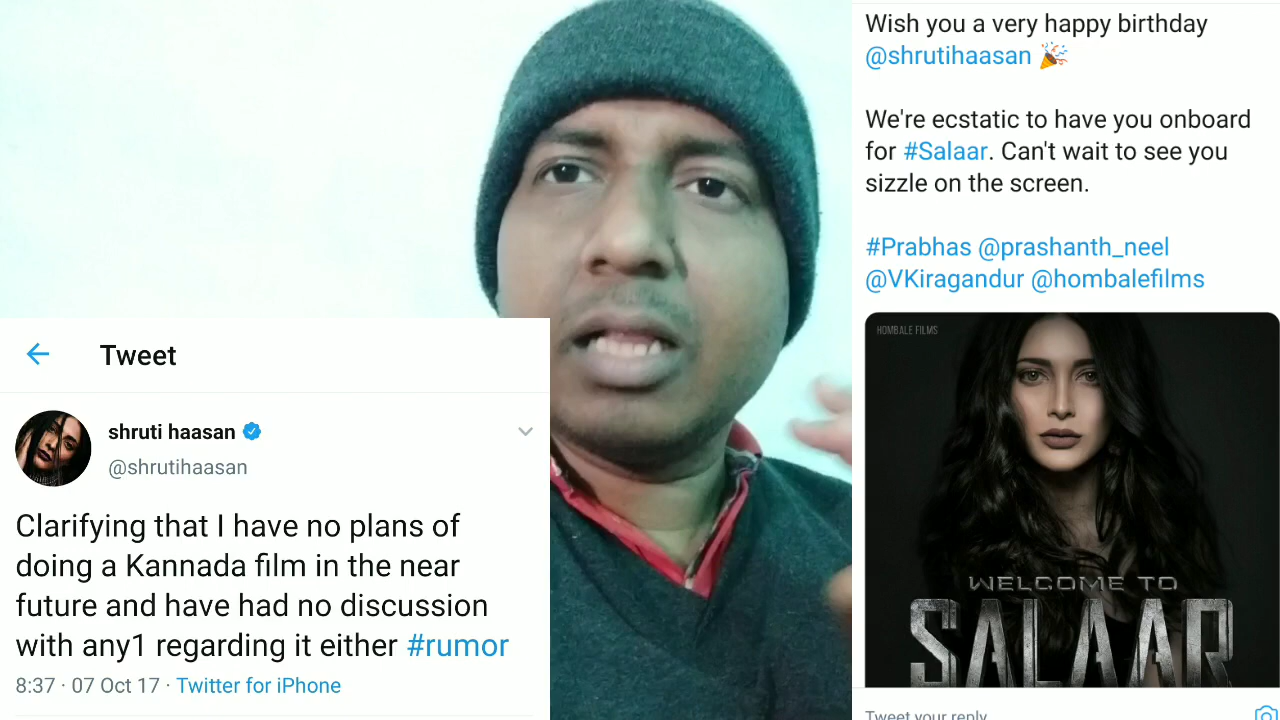 Tweet
shruti haasan
@shrutihaasan
Clarifying that I have no plans of
doing a Kannada film in the near
future and have had no discussion
with any1 regarding it either #rumor
8:37 · 07 Oct 17 · Twitter for iPhone
Wish you a very happy birthday
@shrutihaasan 🎉
We're ecstatic to have you onboard
for #Salaar. Can't wait to see you
sizzle on the screen.
#Prabhas @prashanth_neel
@VKiragandur @hombalefilms
HOMBALE FILMS
WELCOME TO
SALAAR
Tweet your reply